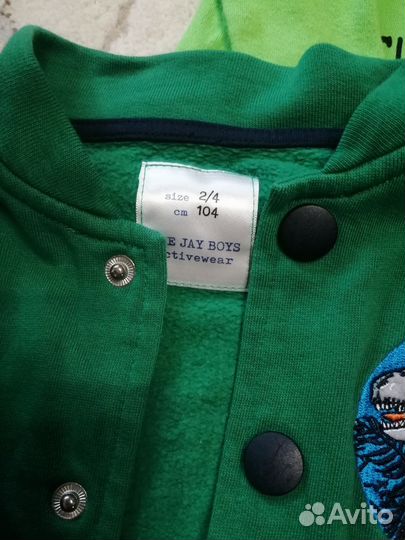 size 2/4
cm 104
E JAY BOYS
ctivewear
Avito